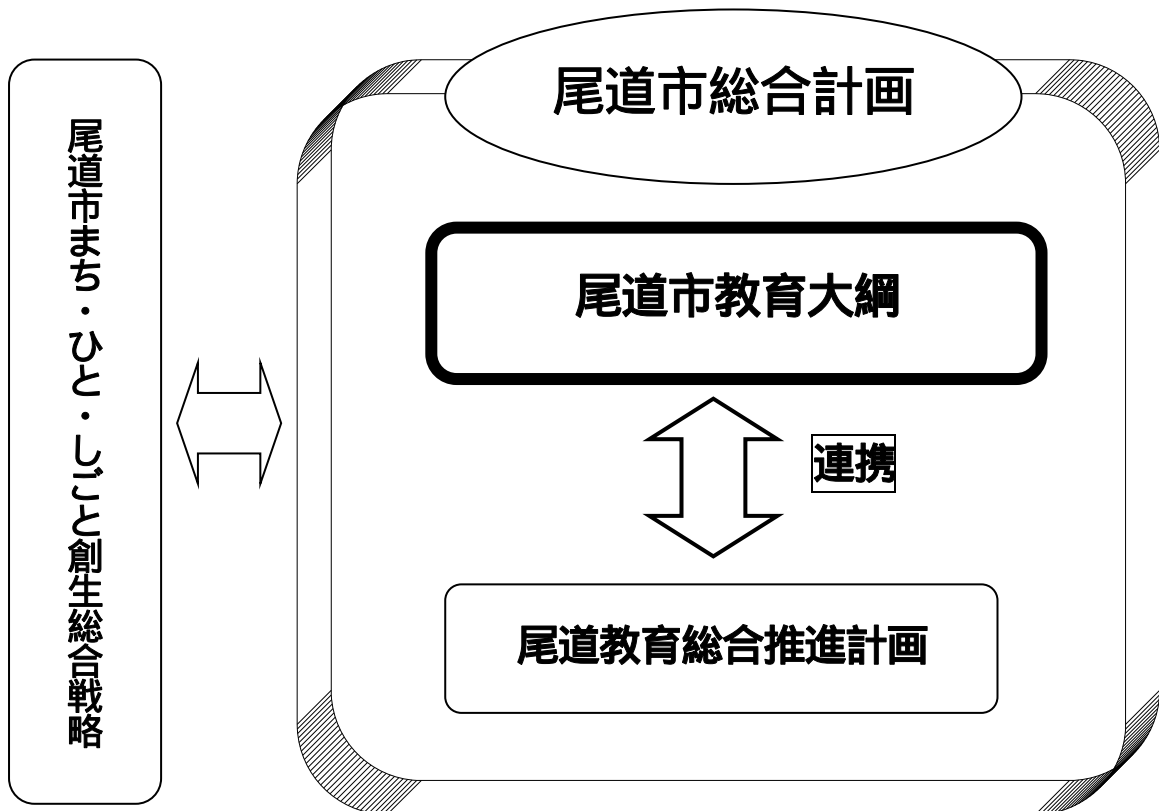 尾道市まち・ひと・しごと創生総合戦略
尾道市総合計画
尾道市教育大綱
連携
尾道教育総合推進計画